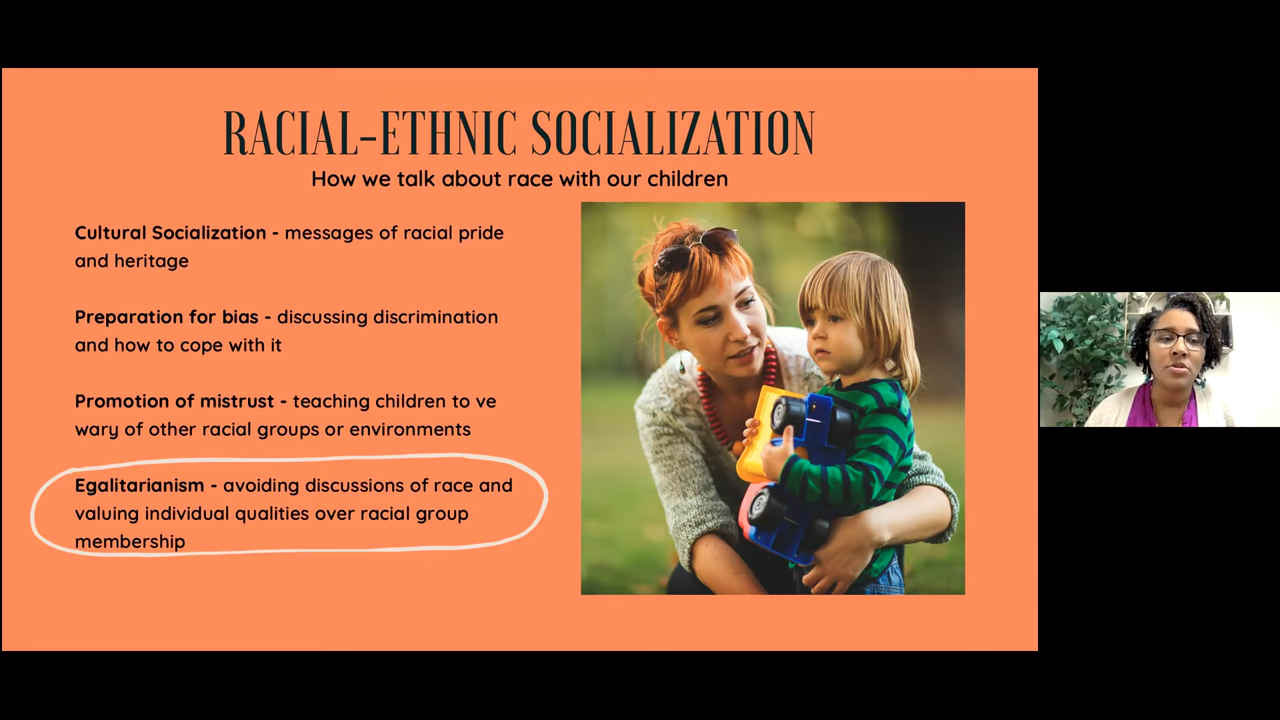 RACIAL-ETHNIC SOCIALIZATION
How we talk about race with our children
Cultural Socialization - messages of racial pride
and heritage
Preparation for bias - discussing discrimination
and how to cope with it
Promotion of mistrust - teaching children to ve
wary of other racial groups or environments
Egalitarianism - avoiding discussions of race and
valuing individual qualities over racial group
membership